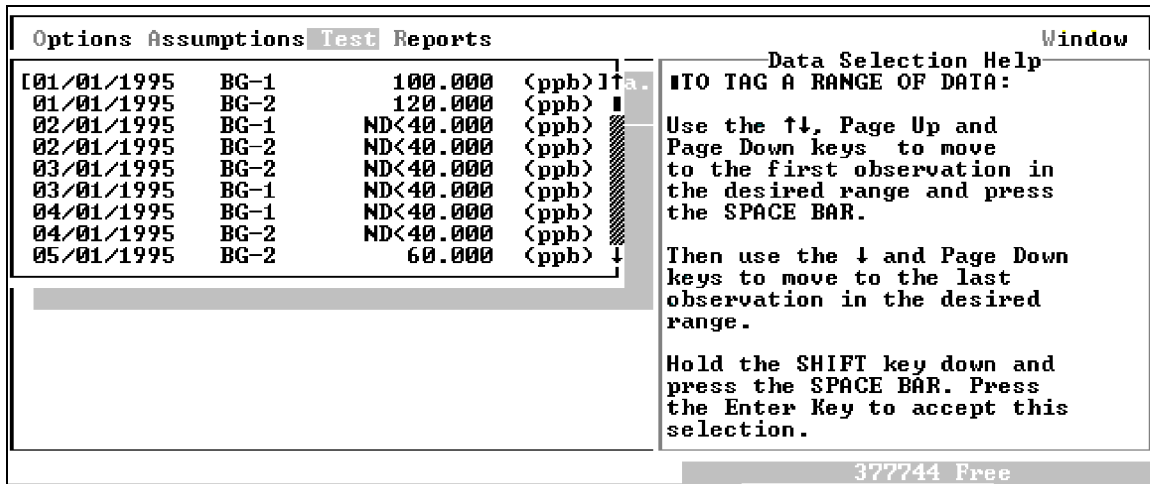 Options Assumptions Test Reports Window
[01/01/1995 BG-1 100.000 (ppb)]↑a.
01/01/1995 BG-2 120.000 (ppb)
02/01/1995 BG-1 ND<40.000 (ppb)
02/01/1995 BG-2 ND<40.000 (ppb)
03/01/1995 BG-2 ND<40.000 (ppb)
03/01/1995 BG-1 ND<40.000 (ppb)
04/01/1995 BG-1 ND<40.000 (ppb)
04/01/1995 BG-2 ND<40.000 (ppb)
05/01/1995 BG-2 60.000 (ppb) ↓
Data Selection Help
TO TAG A RANGE OF DATA:
Use the ↑↓, Page Up and
Page Down keys to move
to the first observation in
the desired range and press
the SPACE BAR.
Then use the ↓ and Page Down
keys to move to the last
observation in the desired
range.
Hold the SHIFT key down and
press the SPACE BAR. Press
the Enter Key to accept this
selection.
377744 Free